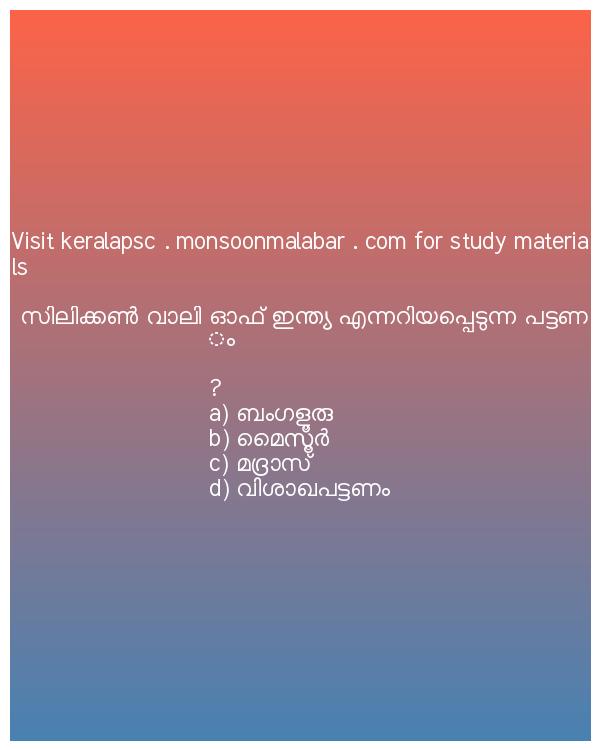 Visit keralapsc . monsoonmalabar . com for study materia
ls
സിലിക്കൺ വാലി ഓഫ് ഇന്ത്യ എന്നറിയപ്പെടുന്ന പട്ടണ
ം
?
a) ബംഗളൂരു
b) മൈസൂർ
c) മദ്രാസ്
d) വിശാഖപട്ടണം